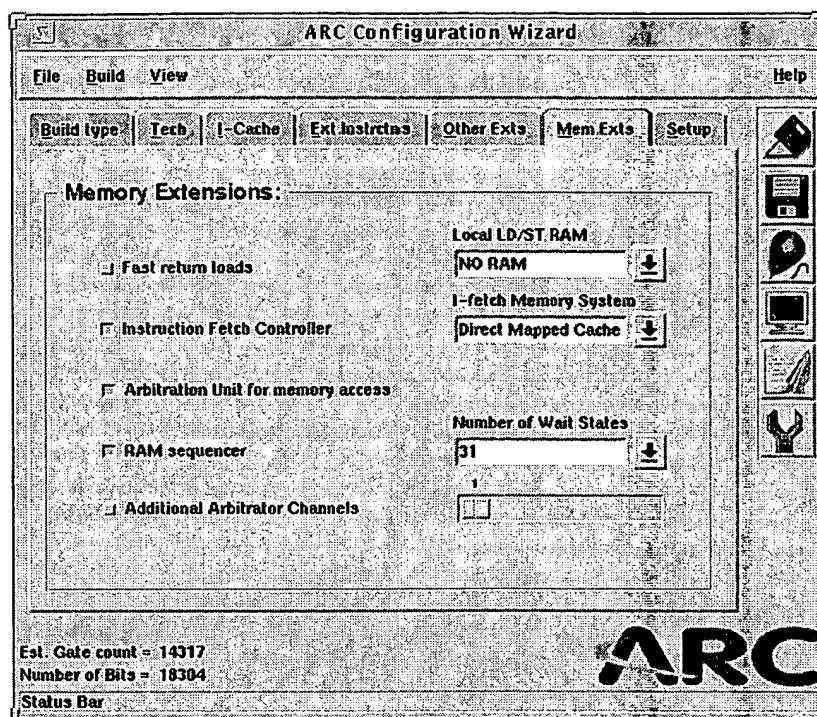 ARC Configuration Wizard
File Build View Help
Build type Tech I-Cache Ext Instrctns Other Exts Mem Exts Setup
Memory Extensions:
Local LD/ST RAM
Fast return loads
NO RAM
I-fetch Memory System
Instruction Fetch Controller
Direct Mapped Cache
Arbitration Unit for memory access
Number of Wait States
RAM sequencer
31
1
Additional Arbitrator Channels
Est. Gate count = 14317
Number of Bits = 18304
ARC
Status Bar